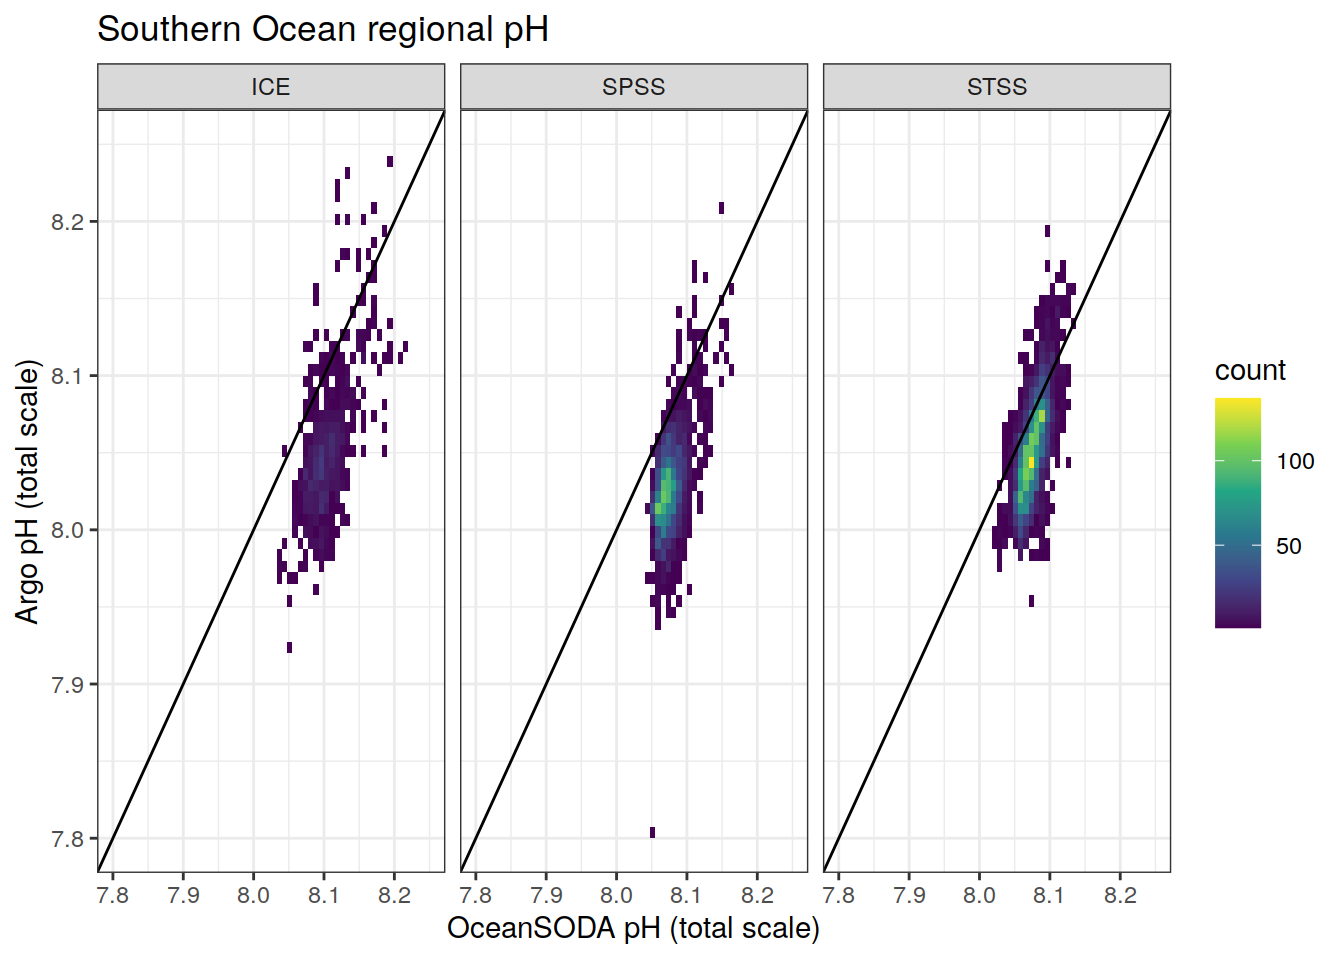 Southern Ocean regional pH
ICE
SPSS
STSS
Argo pH (total scale)
8.2
8.1
8.0
7.9
7.8
7.8 7.9 8.0 8.1 8.2
7.8 7.9 8.0 8.1 8.2
7.8 7.9 8.0 8.1 8.2
OceanSODA pH (total scale)
count
100
50